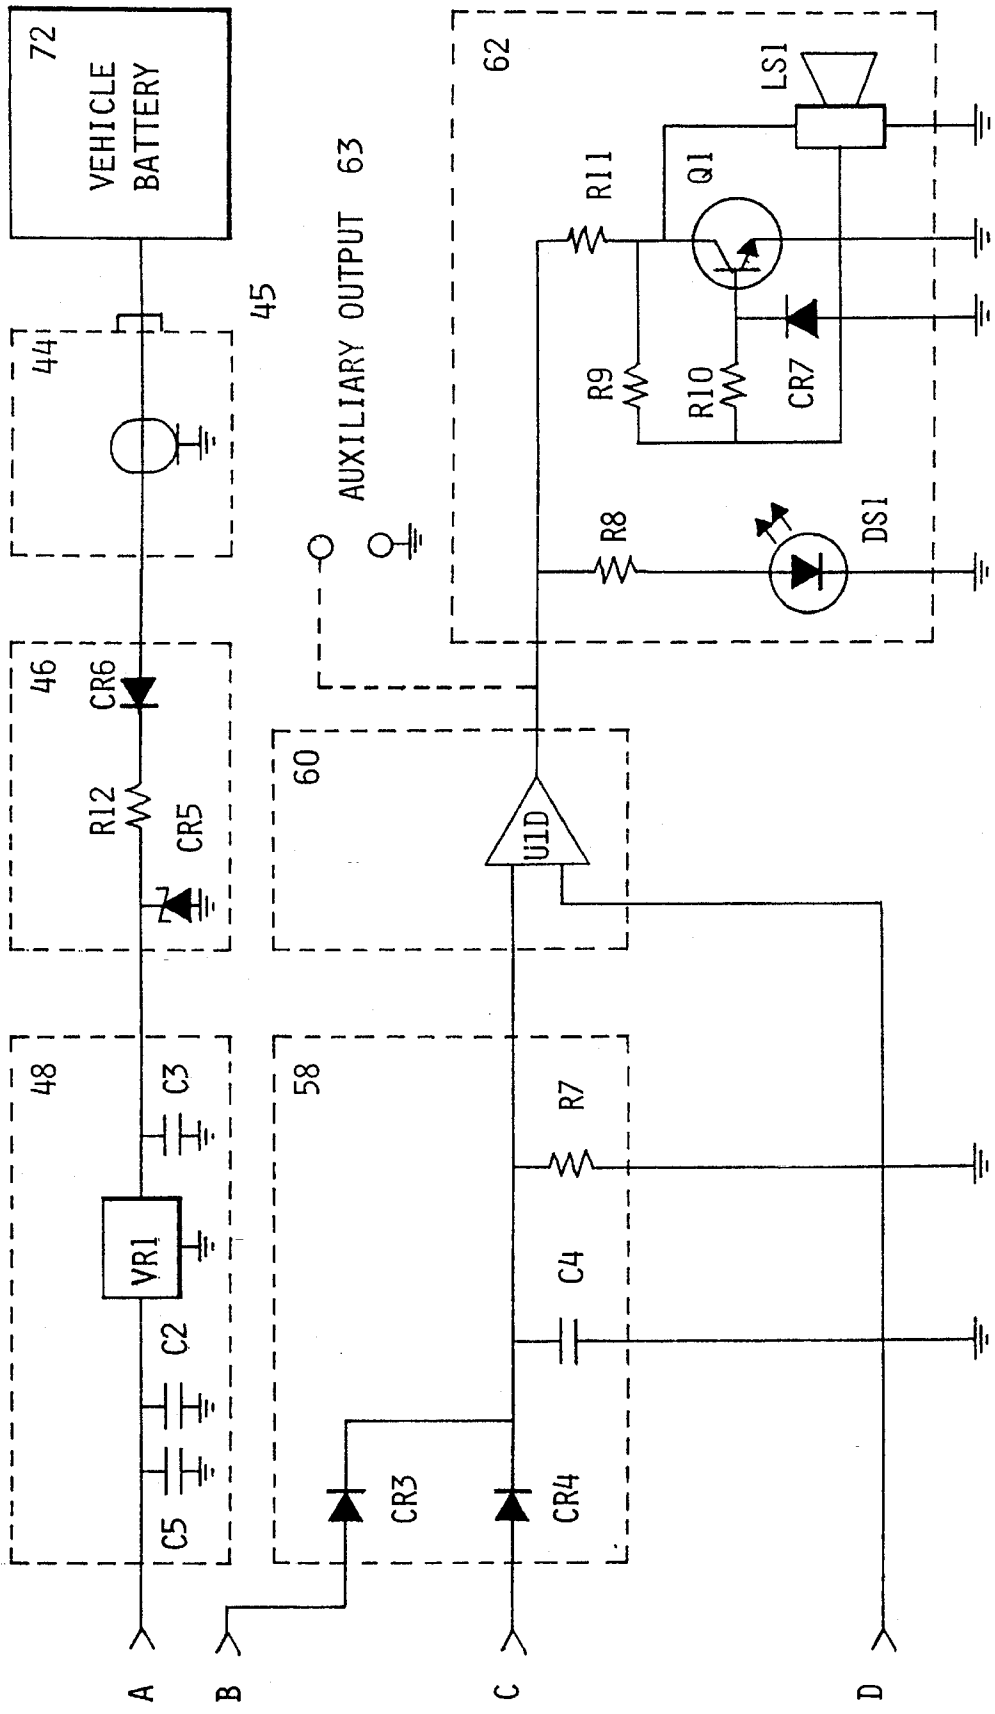 A
B
C
D
48
C5
C2
VR1
C3
46
CR5
R12
CR6
44
45
72
VEHICLE
BATTERY
58
CR3
CR4
C4
R7
60
U1D
AUXILIARY OUTPUT 63
62
R8
DS1
R9
R10
CR7
R11
Q1
LS1